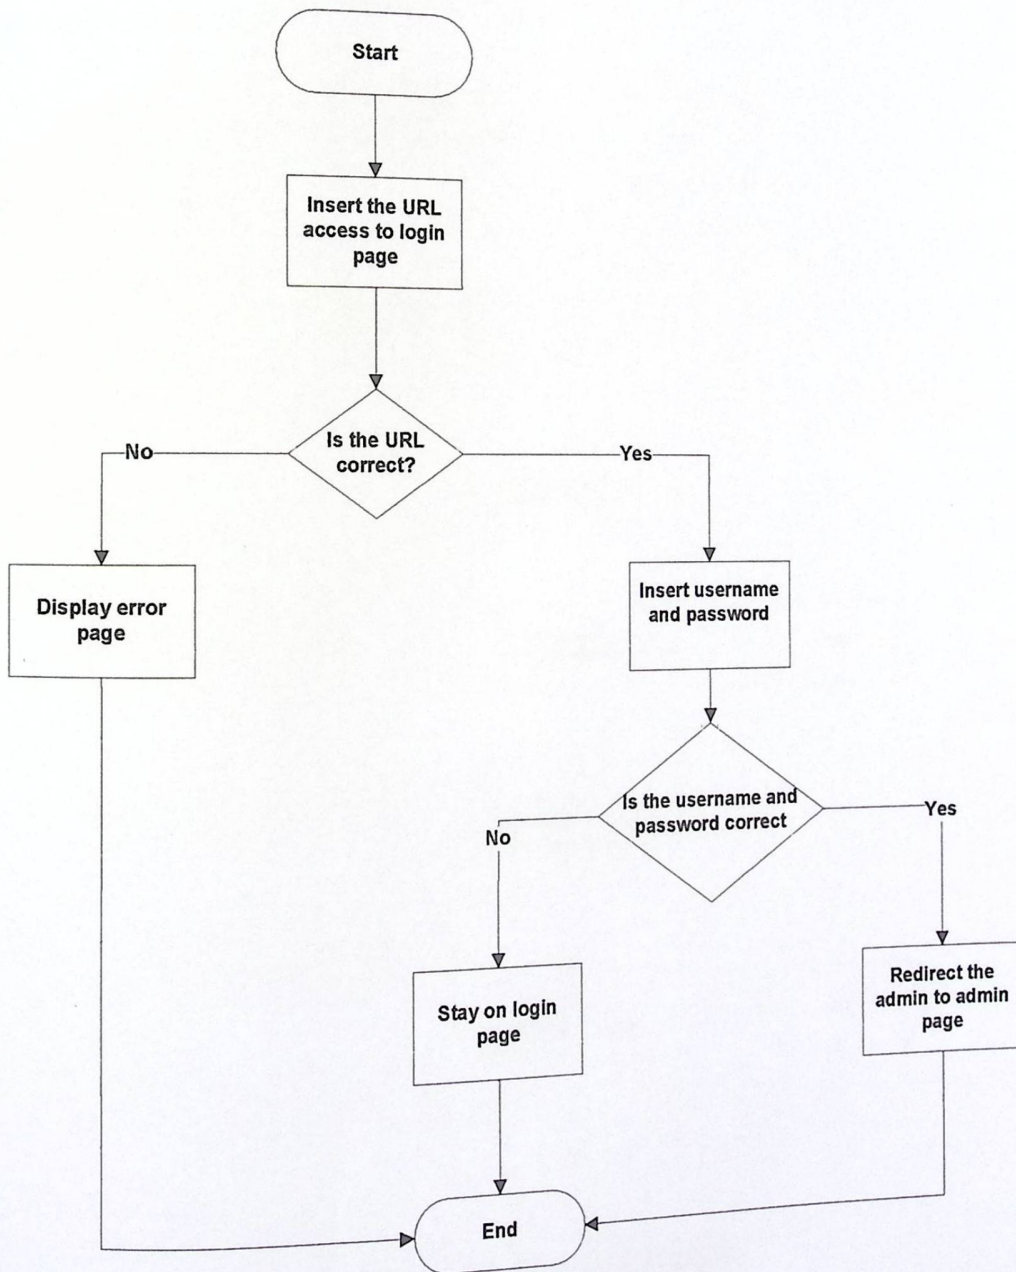 Start
Insert the URL
access to login
page
Is the URL
correct?
No
Yes
Display error
page
Insert username
and password
Is the username and
password correct
No
Yes
Stay on login
page
Redirect the
admin to admin
page
End